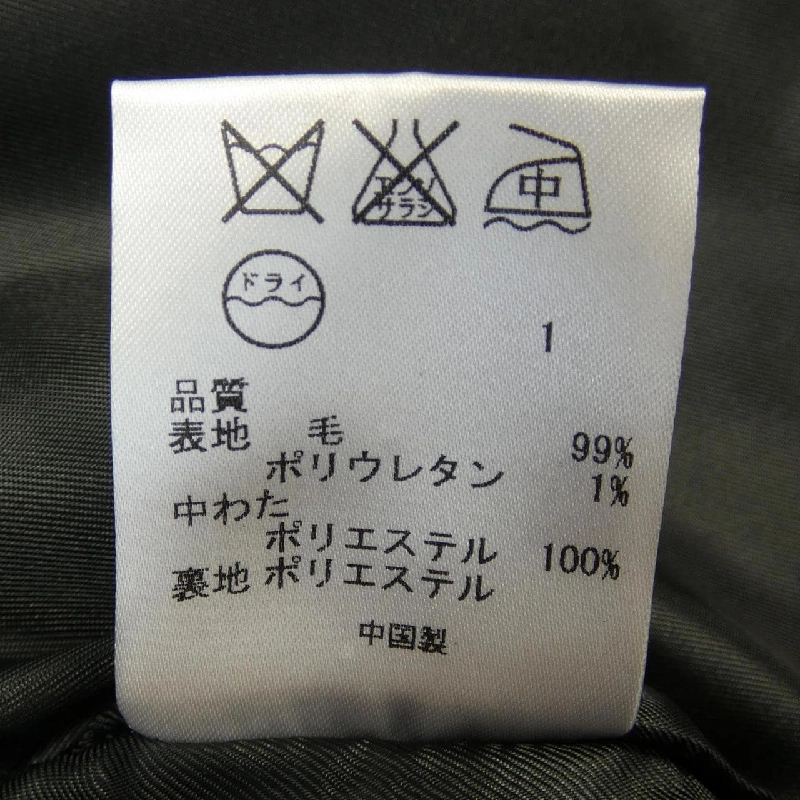 エンソ
サラシ
中
ドライ
1
品質
表地 毛 99%
ポリウレタン 1%
中わた
ポリエステル 100%
裏地 ポリエステル
中国製